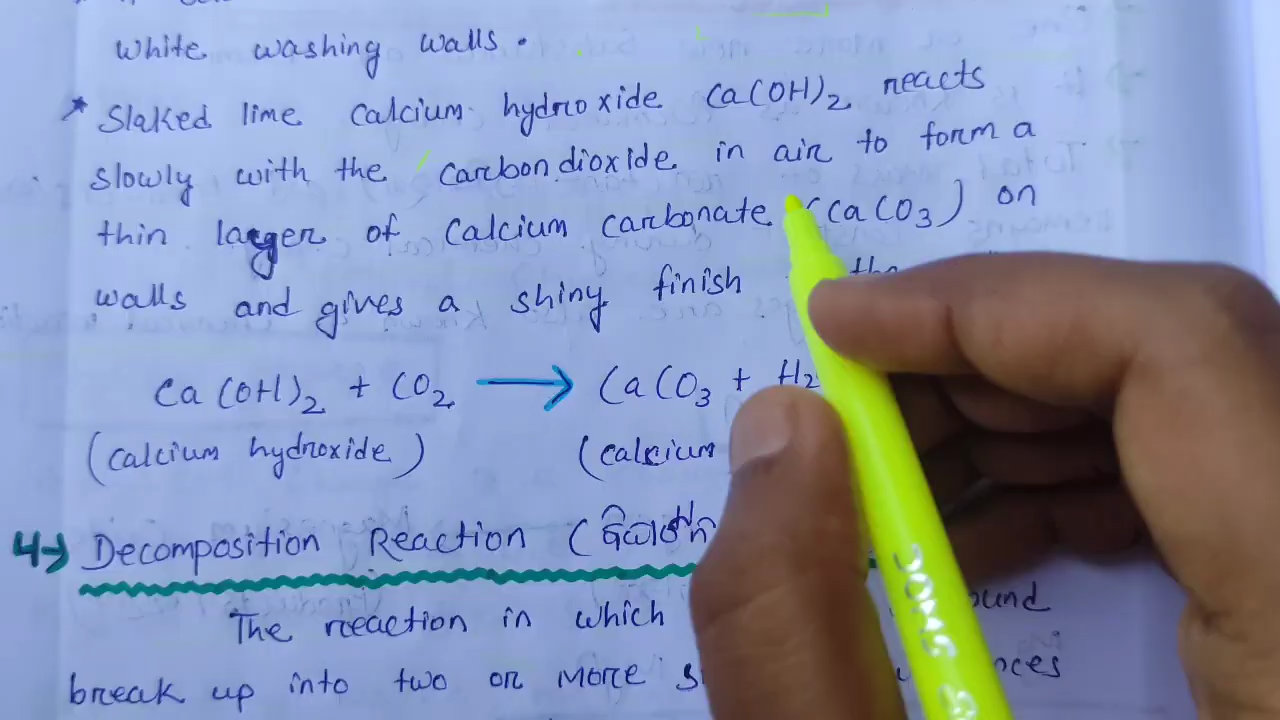 white washing walls.
* Slaked lime calcium hydroxide Ca(OH)2 reacts
slowly with the carbondioxide in air to form a
thin layger of calcium carbonate (CaCO3) on
walls and gives a shiny finish
Ca(OH)2 + CO2 → CaCO3 + H2
(calcium hydroxide) (calcium
4→ Decomposition Reaction (
The reaction in which
break up into two or more